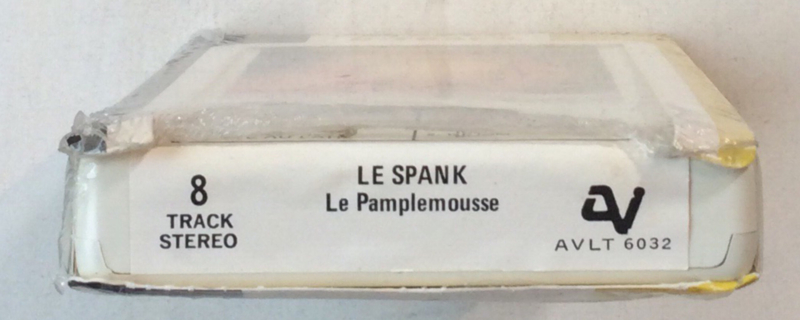 8
TRACK
STEREO
LE SPANK
Le Pamplemousse
AV
AVLT 6032